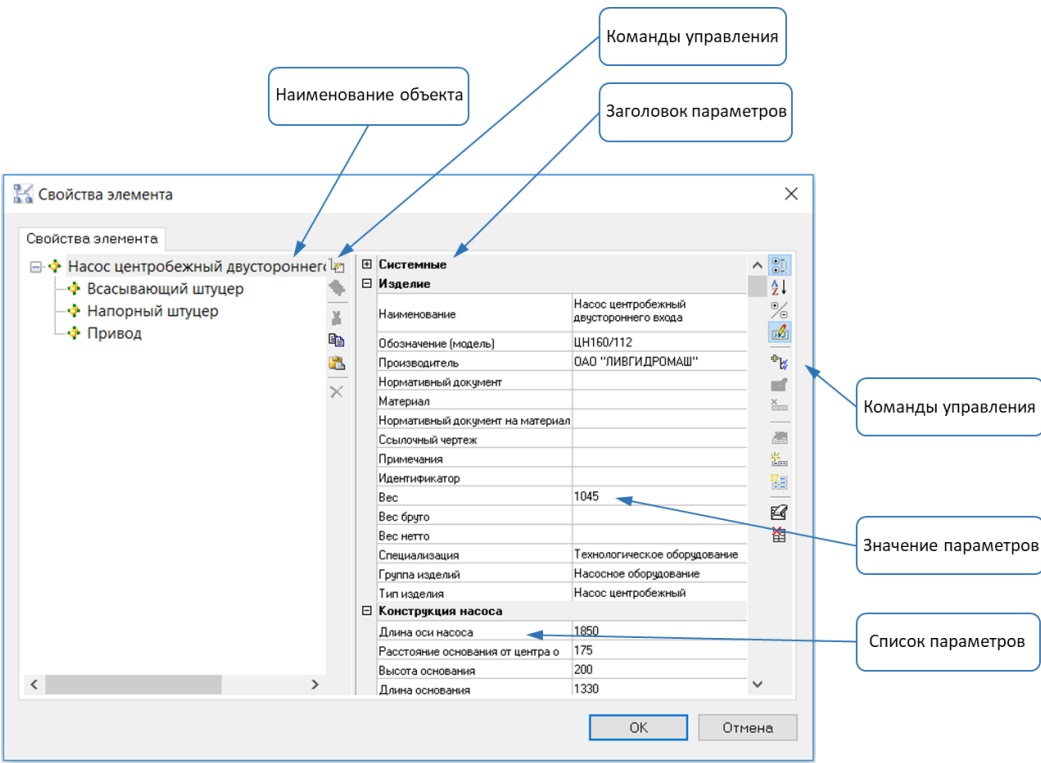 Команды управления
Наименование объекта
Заголовок параметров
Свойства элемента
Свойства элемента
Насос центробежный двустороннего
Всасывающий штуцер
Напорный штуцер
Привод
Системные
Изделие
Наименование
Насос центробежный
двустороннего входа
Обозначение (модель) ЦН160/112
Производитель ОАО "ЛИВГИДРОМАШ"
Нормативный документ
Материал
Нормативный документ на материал
Ссылочный чертеж
Примечания
Идентификатор
Вес 1045
Вес бруто
Вес нетто
Специализация Технологическое оборудование
Группа изделий Насосное оборудование
Тип изделия Насос центробежный
Конструкция насоса
Длина оси насоса 1850
Расстояние основания от центра о 175
Высота основания 200
Длина основания 1330
Команды управления
Значение параметров
Список параметров
OK Отмена